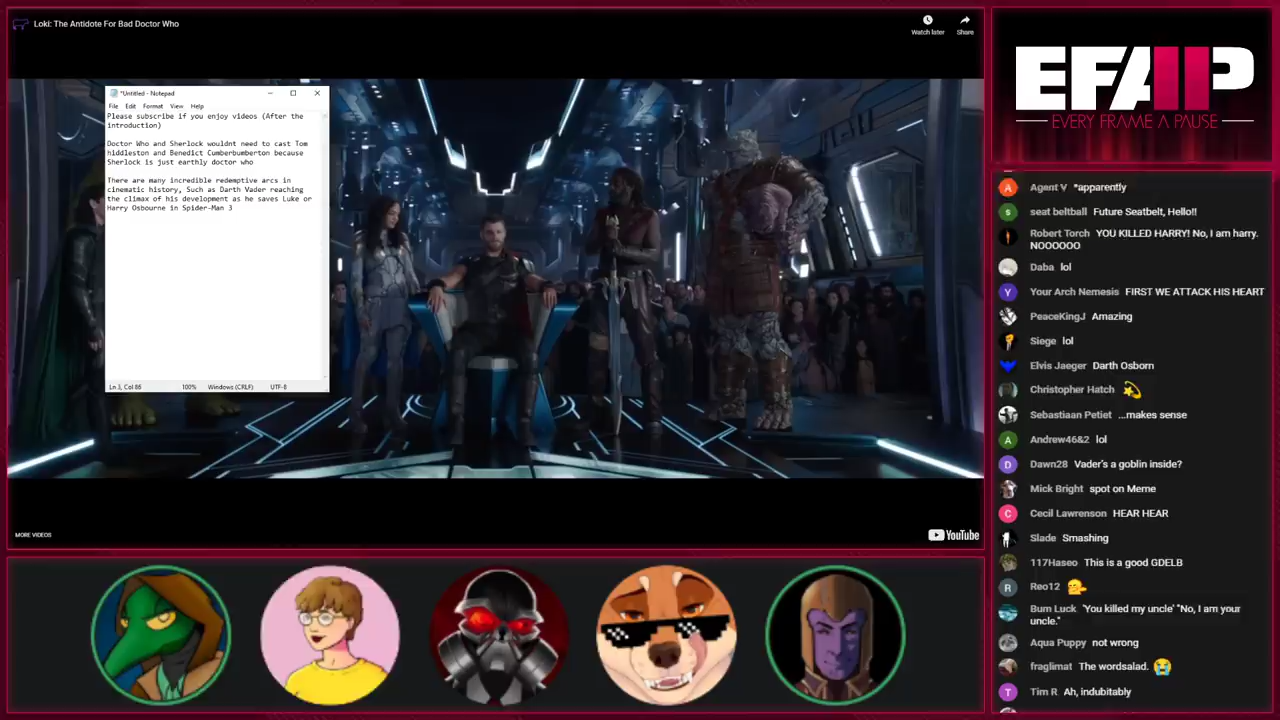 Loki: The Antidote For Bad Doctor Who
Watch later
Share
*Untitled - Notepad
File Edit Format View Help
Please subscribe if you enjoy videos (After the
introduction)
Doctor Who and Sherlock wouldnt need to cast Tom
hiddleston and Benedict Cumberbumberton because
Sherlock is just earthly doctor who
There are many incredible redemptive arcs in
cinematic history, Such as Darth Vader reaching
the climax of his development as he saves Luke or
Harry Osbourne in Spider-Man 3
Ln 3, Col 86 100% Windows (CRLF) UTF-8
MORE VIDEOS
YouTube
EFAP
EVERY FRAME A PAUSE
Agent V *apparently
seat beltball Future Seatbelt, Hello!!
Robert Torch YOU KILLED HARRY! No, I am harry.
NOOOOOO
Daba lol
Your Arch Nemesis FIRST WE ATTACK HIS HEART
PeaceKingJ Amazing
Siege lol
Elvis Jaeger Darth Osborn
Christopher Hatch
Sebastiaan Petiet ...makes sense
Andrew46&2 lol
Dawn28 Vader's a goblin inside?
Mick Bright spot on Meme
Cecil Lawrenson HEAR HEAR
Slade Smashing
117Haseo This is a good GDELB
Reo12
Bum Luck 'You killed my uncle' "No, I am your
uncle."
Aqua Puppy not wrong
fraglimat The wordsalad.
Tim R Ah, indubitably